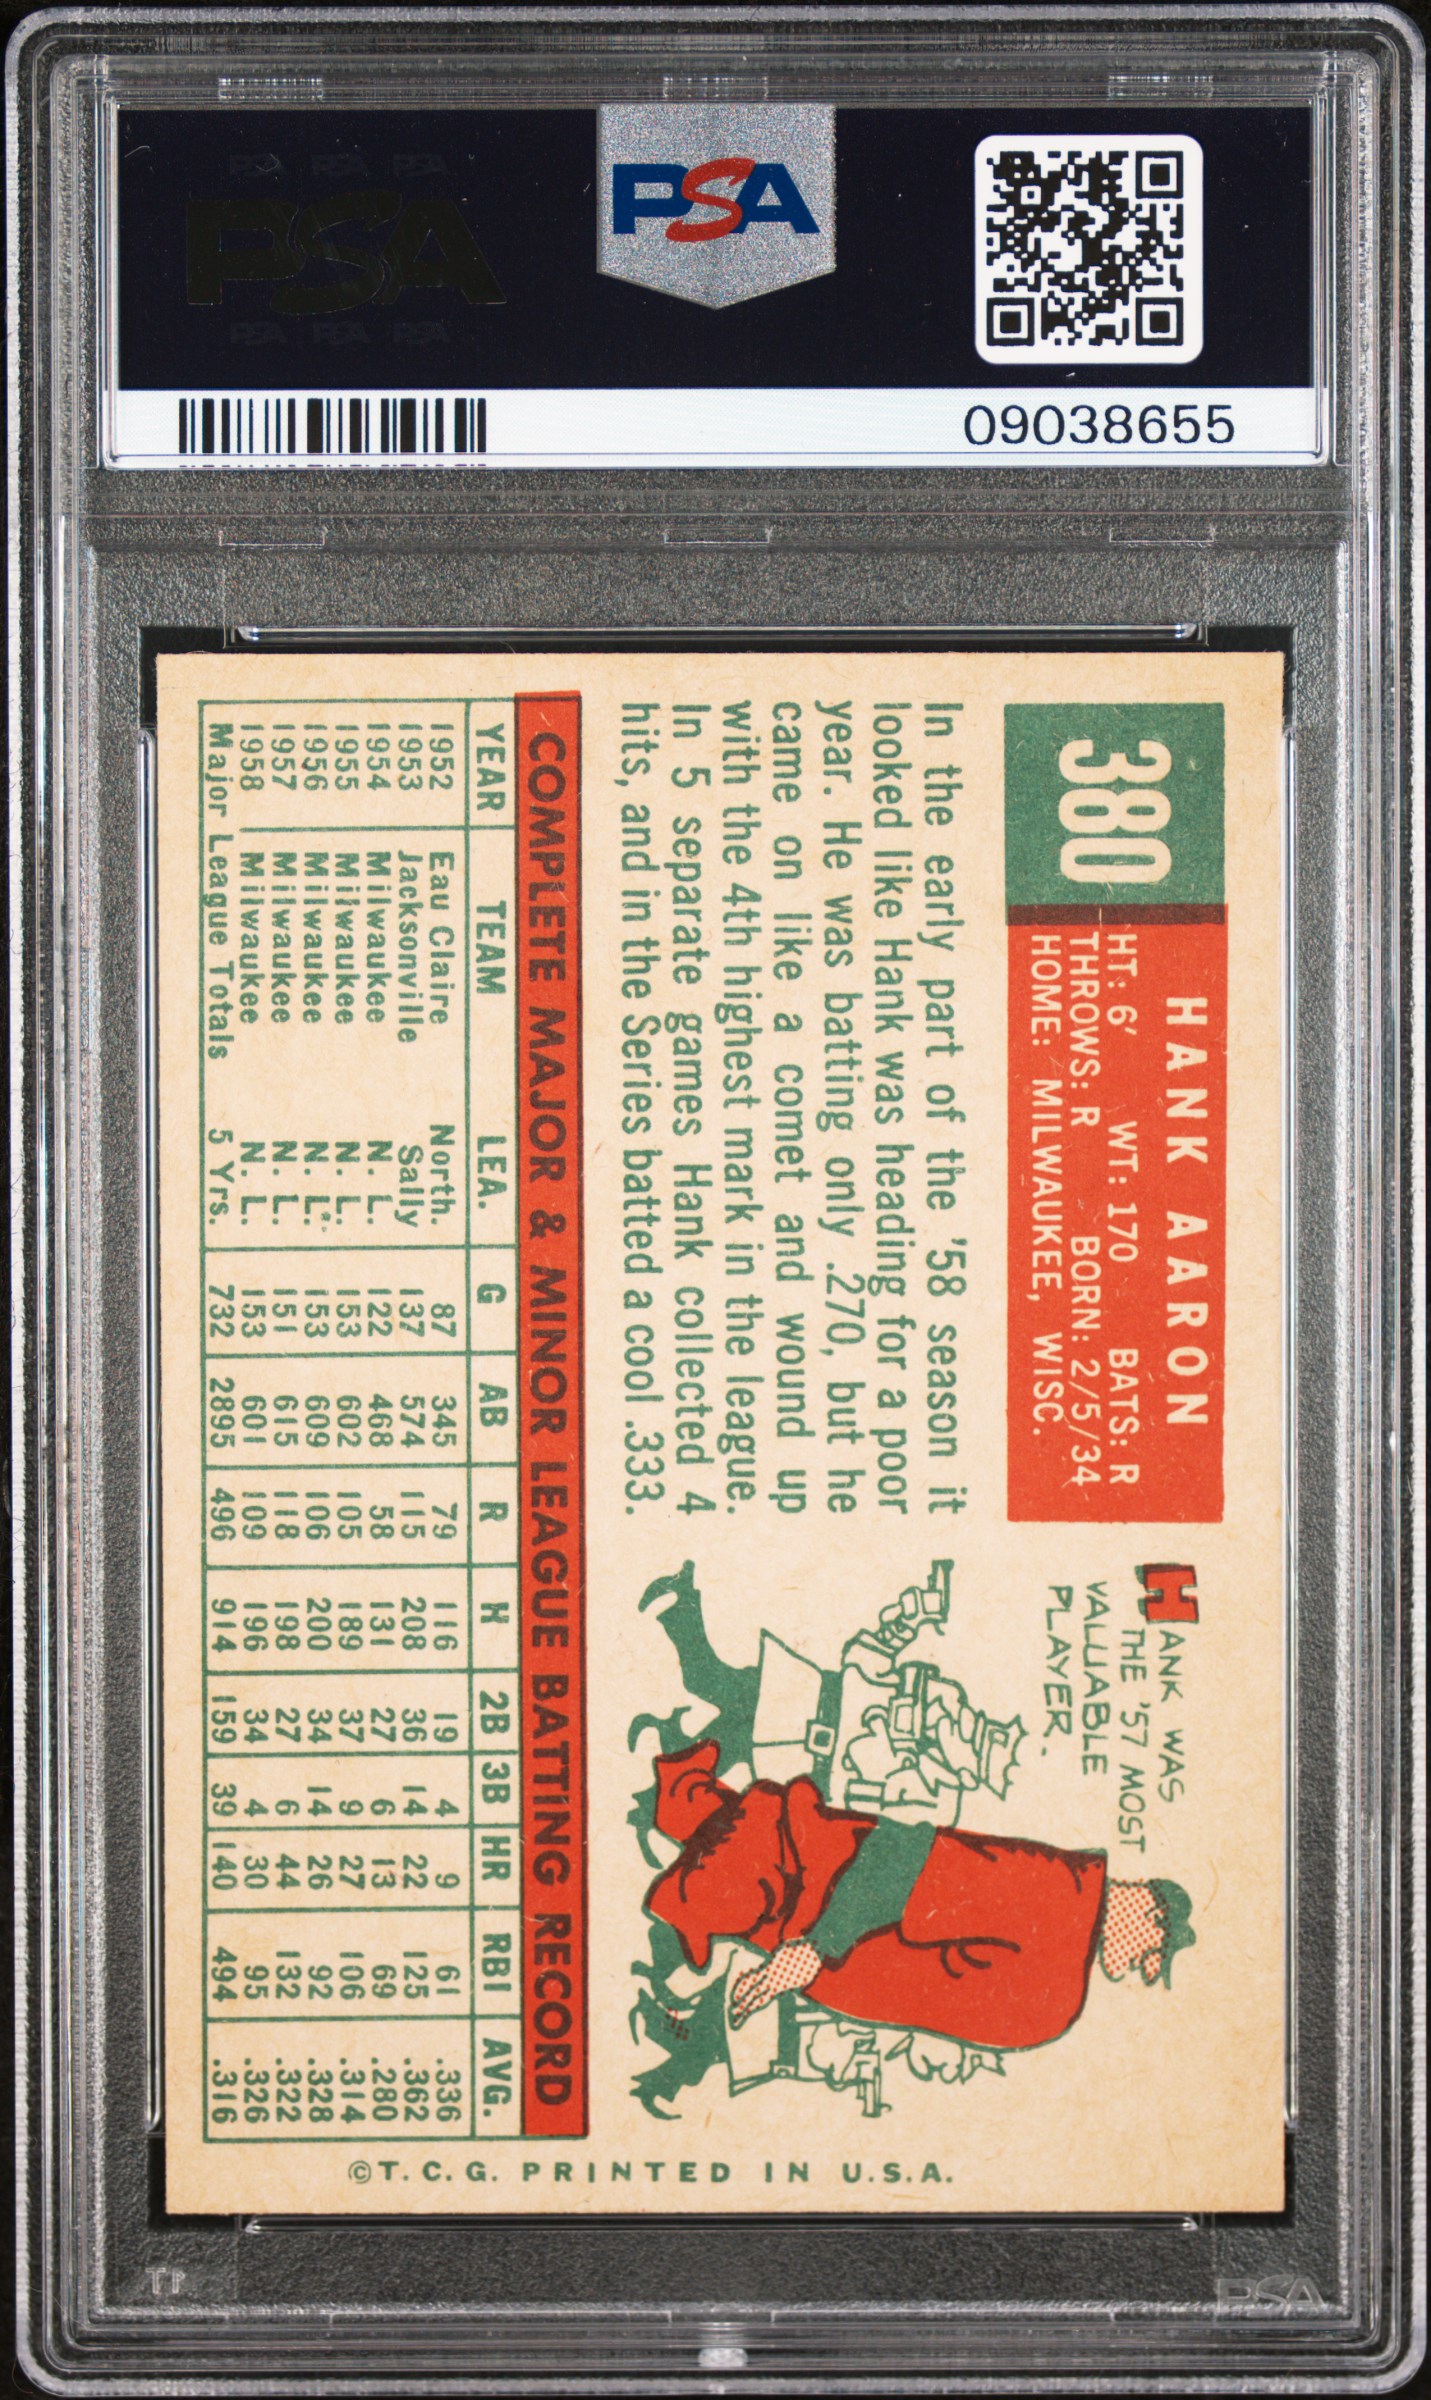 PSA
PSA PSA PSA
PSA
PSA PSA PSA
09038655
380
HANK AARON
HT: 6' WT: 170 BATS: R
THROWS: R BORN: 2/5/34
HOME: MILWAUKEE, WISC.
In the early part of the '58 season it
looked like Hank was heading for a poor
year. He was batting only .270, but he
came on like a comet and wound up
with the 4th highest mark in the league.
In 5 separate games Hank collected 4
hits, and in the Series batted a cool .333.
HANK WAS
THE '57 MOST
VALUABLE
PLAYER.
COMPLETE MAJOR & MINOR LEAGUE BATTING RECORD
YEAR TEAM LEA. G AB R H 2B 3B HR RBI AVG.
1952 Eau Claire North. 87 345 79 116 19 4 9 61 .336
1953 Jacksonville Sally 137 574 115 208 36 14 22 125 .362
1954 Milwaukee N. L. 122 468 58 131 27 6 13 69 .280
1955 Milwaukee N. L. 153 602 105 189 37 9 27 106 .314
1956 Milwaukee N. L. 153 609 106 200 34 14 26 92 .328
1957 Milwaukee N. L. 151 615 118 198 27 6 44 132 .322
1958 Milwaukee N. L. 153 601 109 196 34 4 30 95 .326
Major League Totals 5 Yrs. 732 2895 496 914 159 39 140 494 .316
©T. C. G. PRINTED IN U.S.A.
PSA